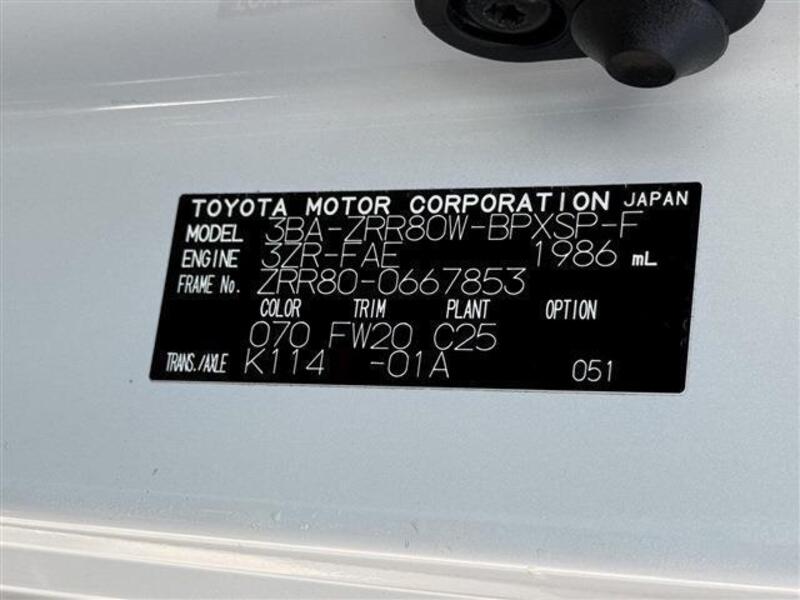 TOYOTA MOTOR CORPORATION JAPAN
MODEL 3BA-ZRR80W-BPXSP-F
ENGINE 3ZR-FAE 1986 mL
FRAME No. ZRR80-0667853
COLOR TRIM PLANT OPTION
070 FW20 C25
TRANS./AXLE K114 -01A 051